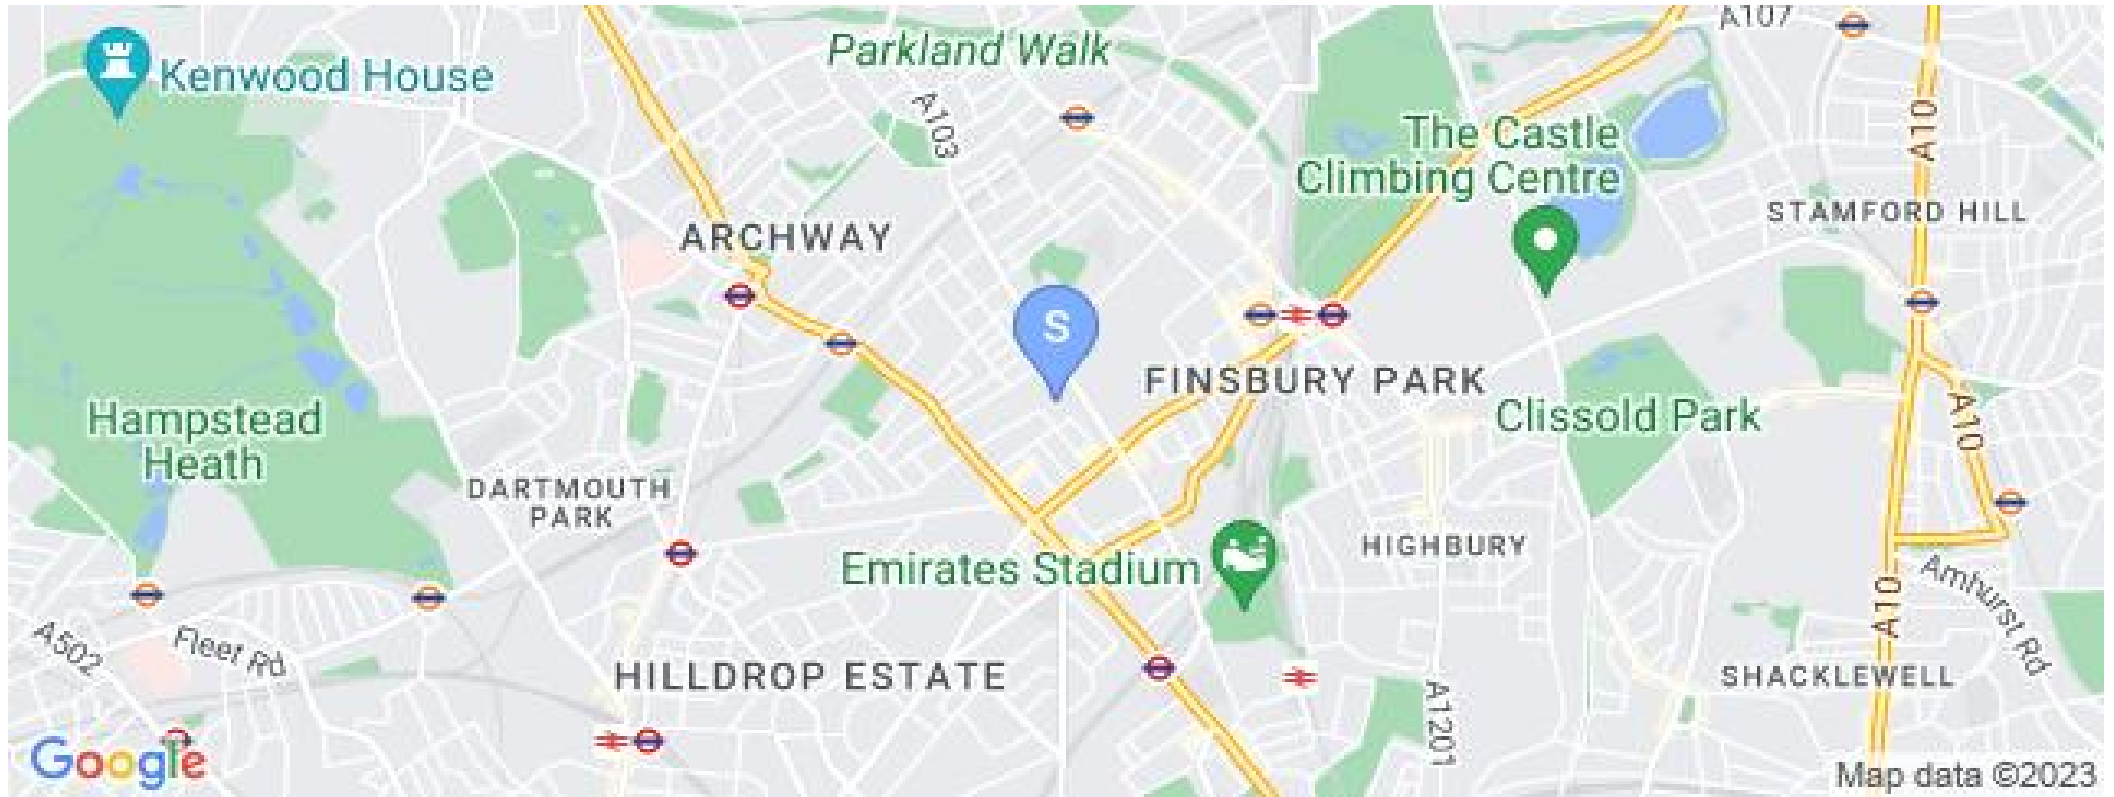 A107
Parkland Walk
Kenwood House
A103
A10
The Castle
Climbing Centre
STAMFORD HILL
ARCHWAY
S
FINSBURY PARK
Clissold Park
A10
Hampstead
Heath
DARTMOUTH
PARK
HIGHBURY
Emirates Stadium
Amhurst Rd
A10
A502
Fleet Rd
HILLDROP ESTATE
SHACKLEWELL
A1201
Google
Map data ©2023